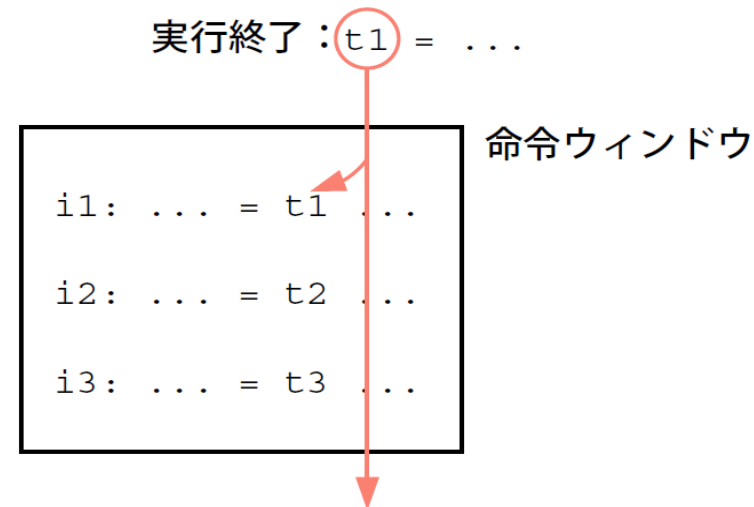 実行終了：t1 = ...
命令ウィンドウ
i1: ... = t1 ...
i2: ... = t2 ...
i3: ... = t3 ...